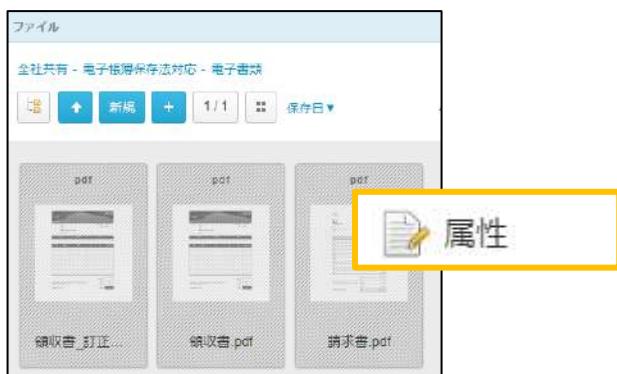 ファイル
全社共有 - 電子帳簿保存法対応 - 電子書類
新規 + 1/1 保存日▼
pdf pdf pdf
属性
領収書_訂正... 領収書.pdf 請求書.pdf